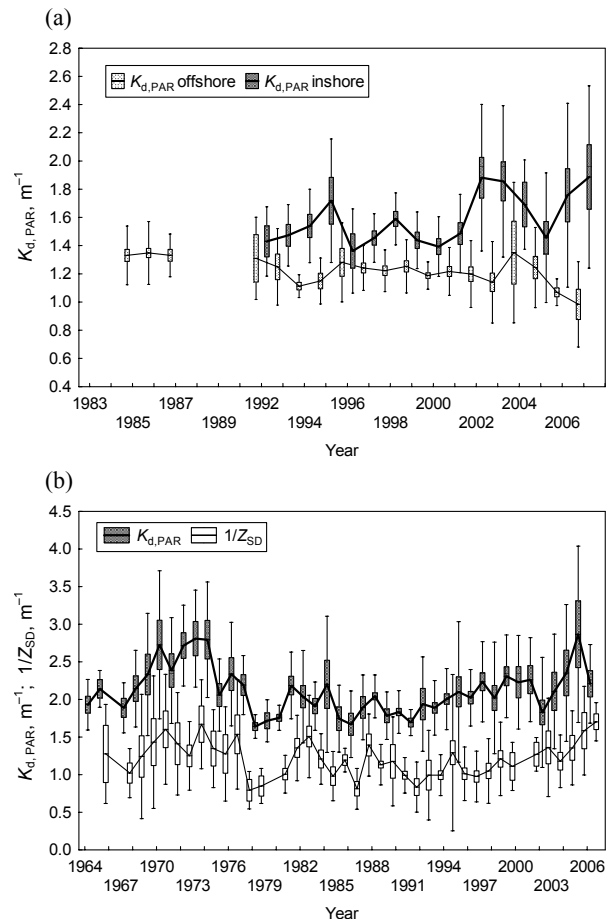 (a)
2.8
2.6
2.4
2.2
2.0
1.8
1.6
1.4
1.2
1.0
0.8
0.6
0.4
Kd,PAR, m−1
Kd,PAR offshore Kd,PAR inshore
1983 1987 1992 1994 1996 1998 2000 2002 2004 2006
1985 1989
Year
(b)
5.0
4.5
4.0
3.5
3.0
2.5
2.0
1.5
1.0
0.5
0.0
Kd,PAR, m−1; 1/ZSD, m−1
Kd,PAR 1/ZSD
1964 1970 1976 1982 1988 1994 2000 2006
1967 1973 1979 1985 1991 1997 2003
Year